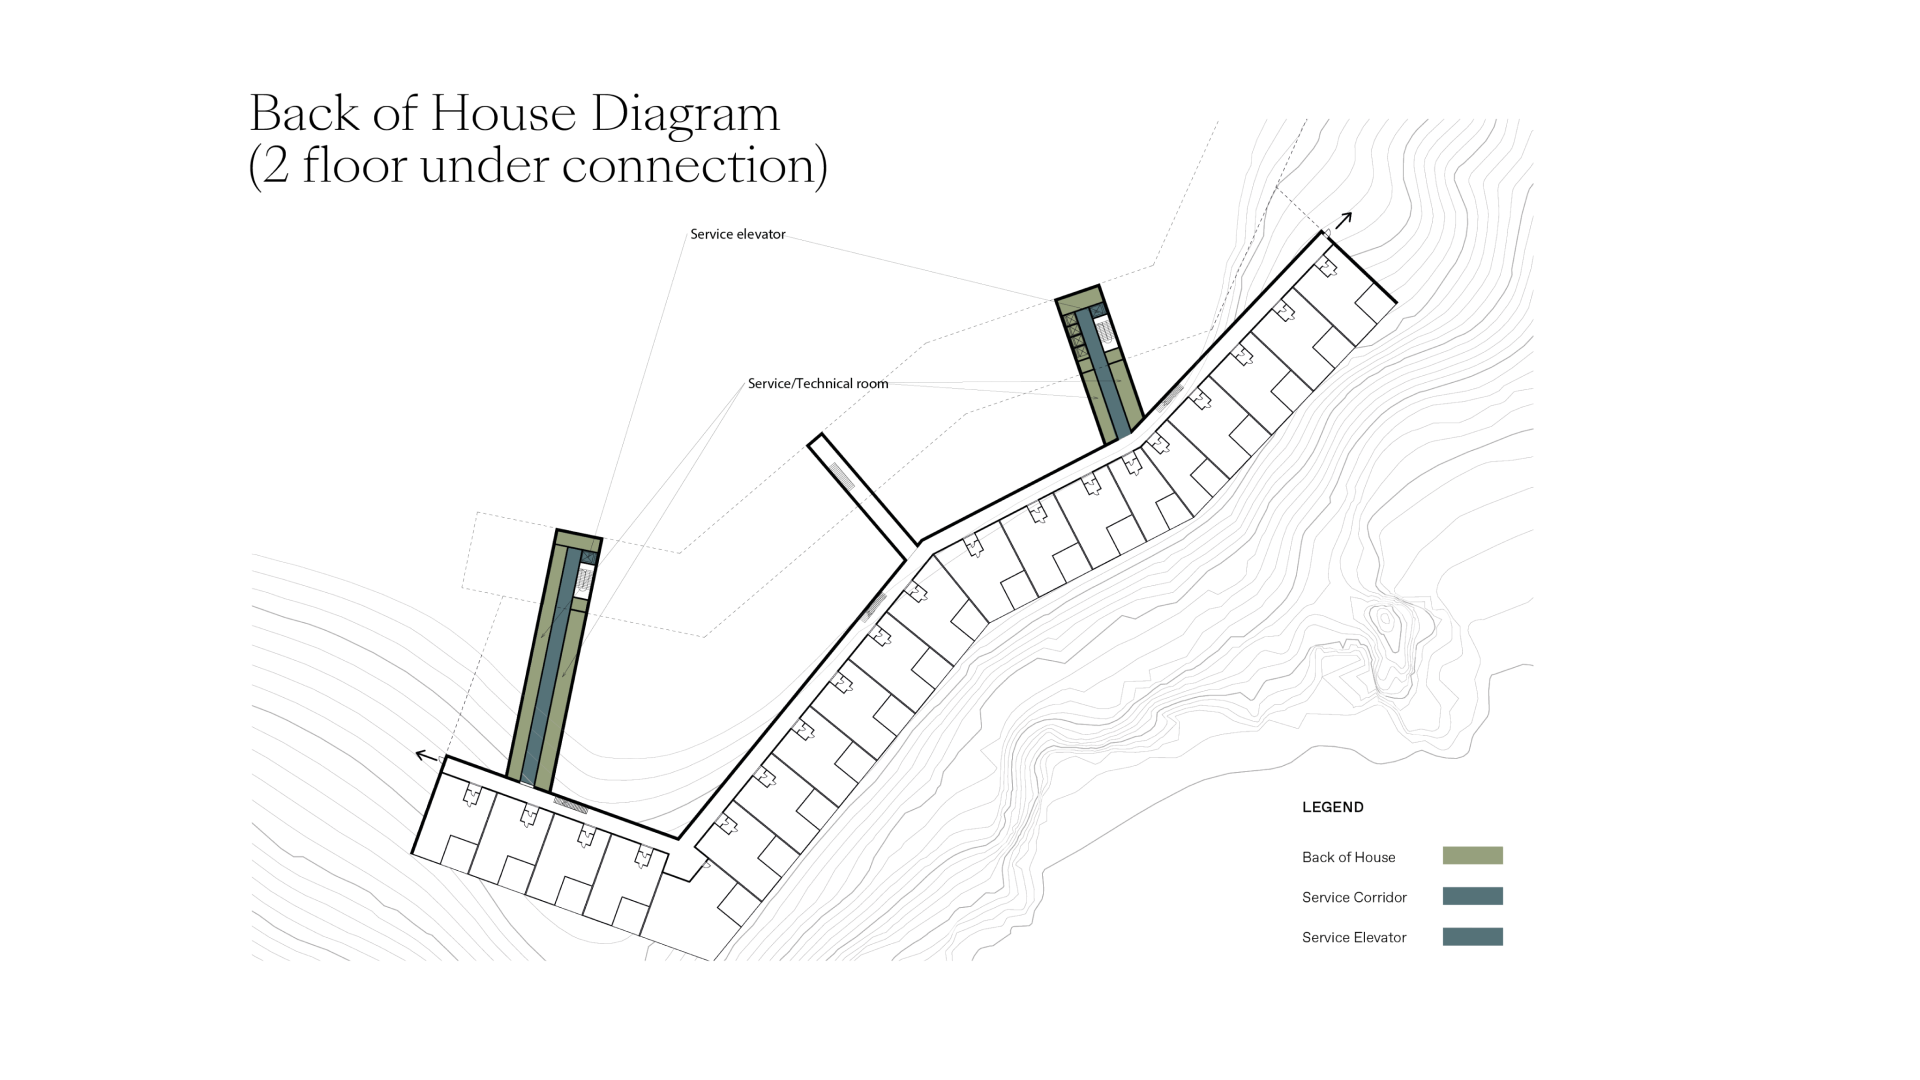 Back of House Diagram
(2 floor under connection)
Service elevator
Service/Technical room
LEGEND
Back of House
Service Corridor
Service Elevator